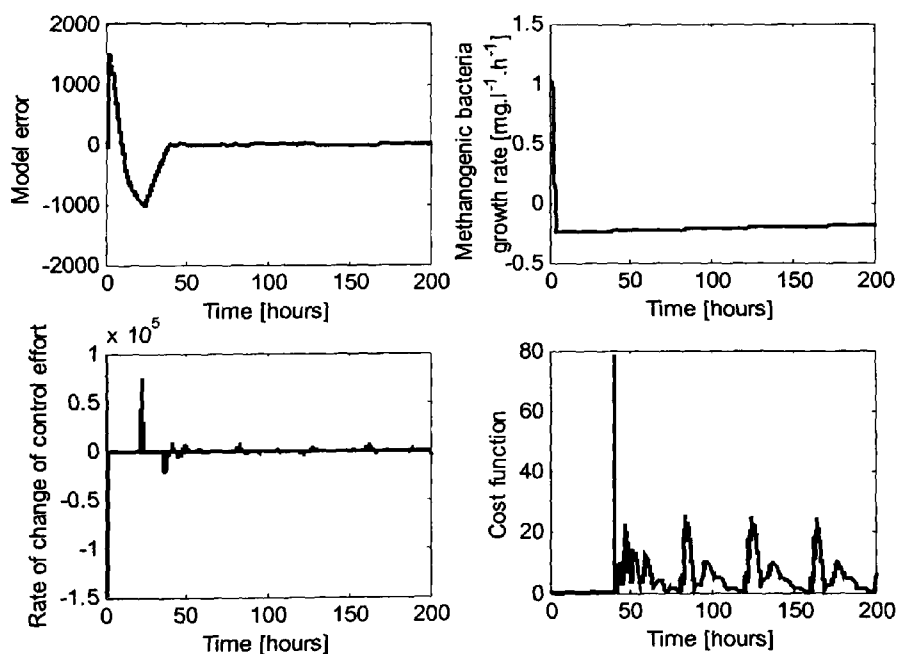 2000
1000
0
-1000
-2000
Model error
0 50 100 150 200
Time [hours]
1.5
1
0.5
0
-0.5
Methanogenic bacteria
growth rate [mg.l⁻¹.h⁻¹]
0 50 100 150 200
Time [hours]
x 10⁵
1
0.5
0
-0.5
-1
-1.5
Rate of change of control effort
0 50 100 150 200
Time [hours]
80
60
40
20
0
Cost function
0 50 100 150 200
Time [hours]